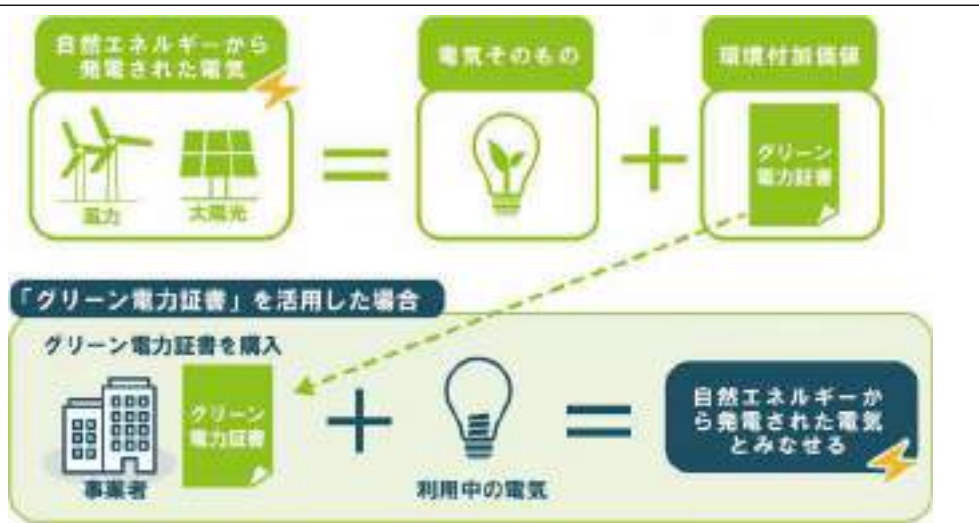 自然エネルギーから
発電された電気
電気そのもの
環境付加価値
風力
太陽光
グリーン
電力証書
「グリーン電力証書」を活用した場合
グリーン電力証書を購入
グリーン
電力証書
事業者
利用中の電気
自然エネルギーか
ら発電された電気
とみなせる